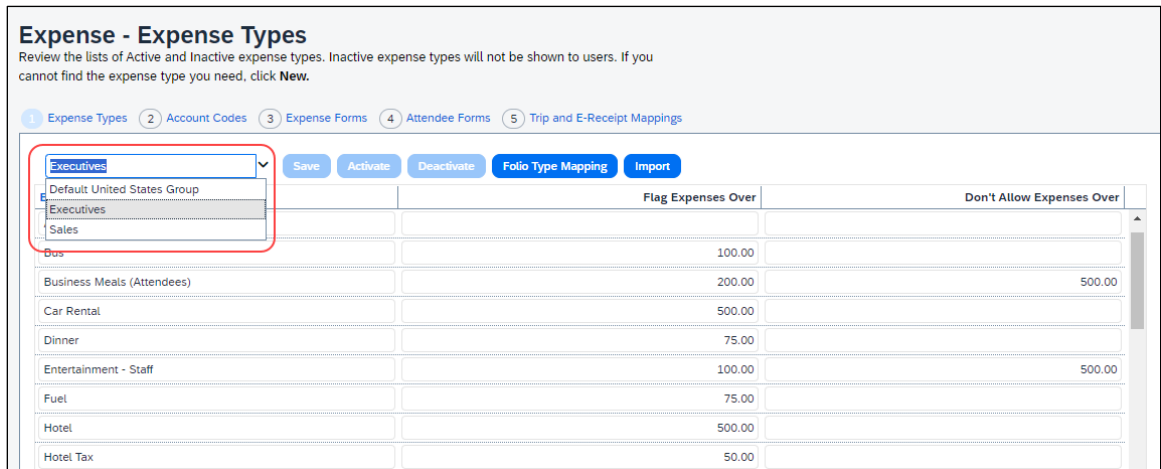 Expense - Expense Types
Review the lists of Active and Inactive expense types. Inactive expense types will not be shown to users. If you
cannot find the expense type you need, click New.
1 Expense Types 2 Account Codes 3 Expense Forms 4 Attendee Forms 5 Trip and E-Receipt Mappings
Executives Save Activate Deactivate Folio Type Mapping Import
Default United States Group
Executives
Sales
Flag Expenses Over Don't Allow Expenses Over
Bus 100.00
Business Meals (Attendees) 200.00 500.00
Car Rental 500.00
Dinner 75.00
Entertainment - Staff 100.00 500.00
Fuel 75.00
Hotel 500.00
Hotel Tax 50.00